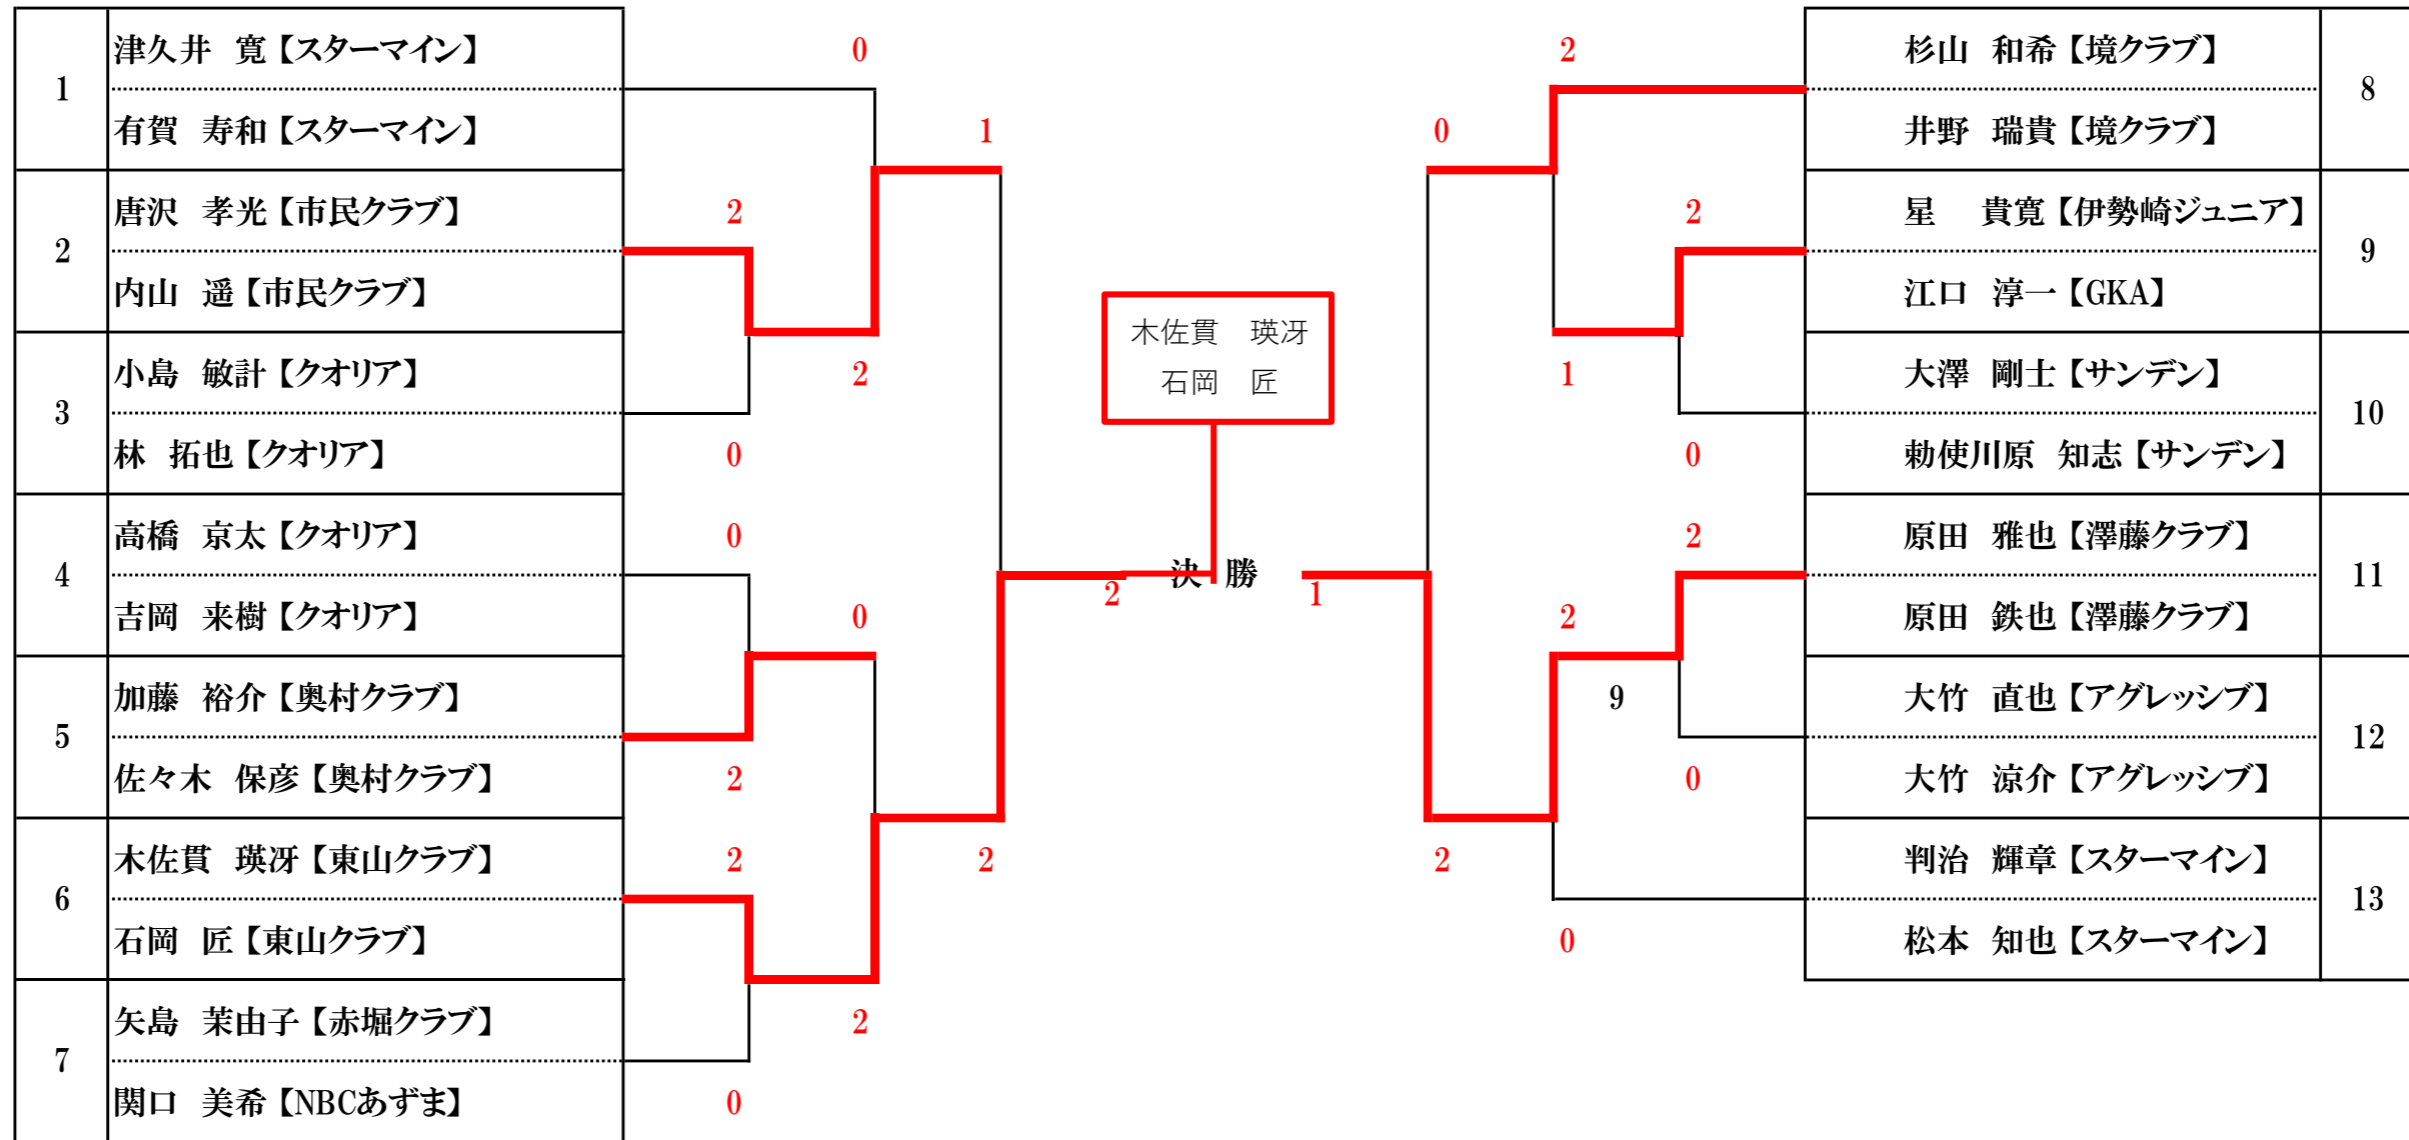 1
津久井 寛【スターマイン】
有賀 寿和【スターマイン】
2
唐沢 孝光【市民クラブ】
内山 遥【市民クラブ】
3
小島 敏計【クオリア】
林 拓也【クオリア】
4
高橋 京太【クオリア】
吉岡 来樹【クオリア】
5
加藤 裕介【奥村クラブ】
佐々木 保彦【奥村クラブ】
6
木佐貫 瑛冴【東山クラブ】
石岡 匠【東山クラブ】
7
矢島 茉由子【赤堀クラブ】
関口 美希【NBCあずま】
0
2
2
0
0
0
2
2
2
0
1
2
木佐貫 瑛冴
石岡 匠
決 勝
2
1
0
2
2
2
1
0
2
2
9
0
0
杉山 和希【境クラブ】
井野 瑞貴【境クラブ】
8
星 貴寛【伊勢崎ジュニア】
江口 淳一【GKA】
9
大澤 剛士【サンデン】
勅使川原 知志【サンデン】
10
原田 雅也【澤藤クラブ】
原田 鉄也【澤藤クラブ】
11
大竹 直也【アグレッシブ】
大竹 涼介【アグレッシブ】
12
判治 輝章【スターマイン】
松本 知也【スターマイン】
13